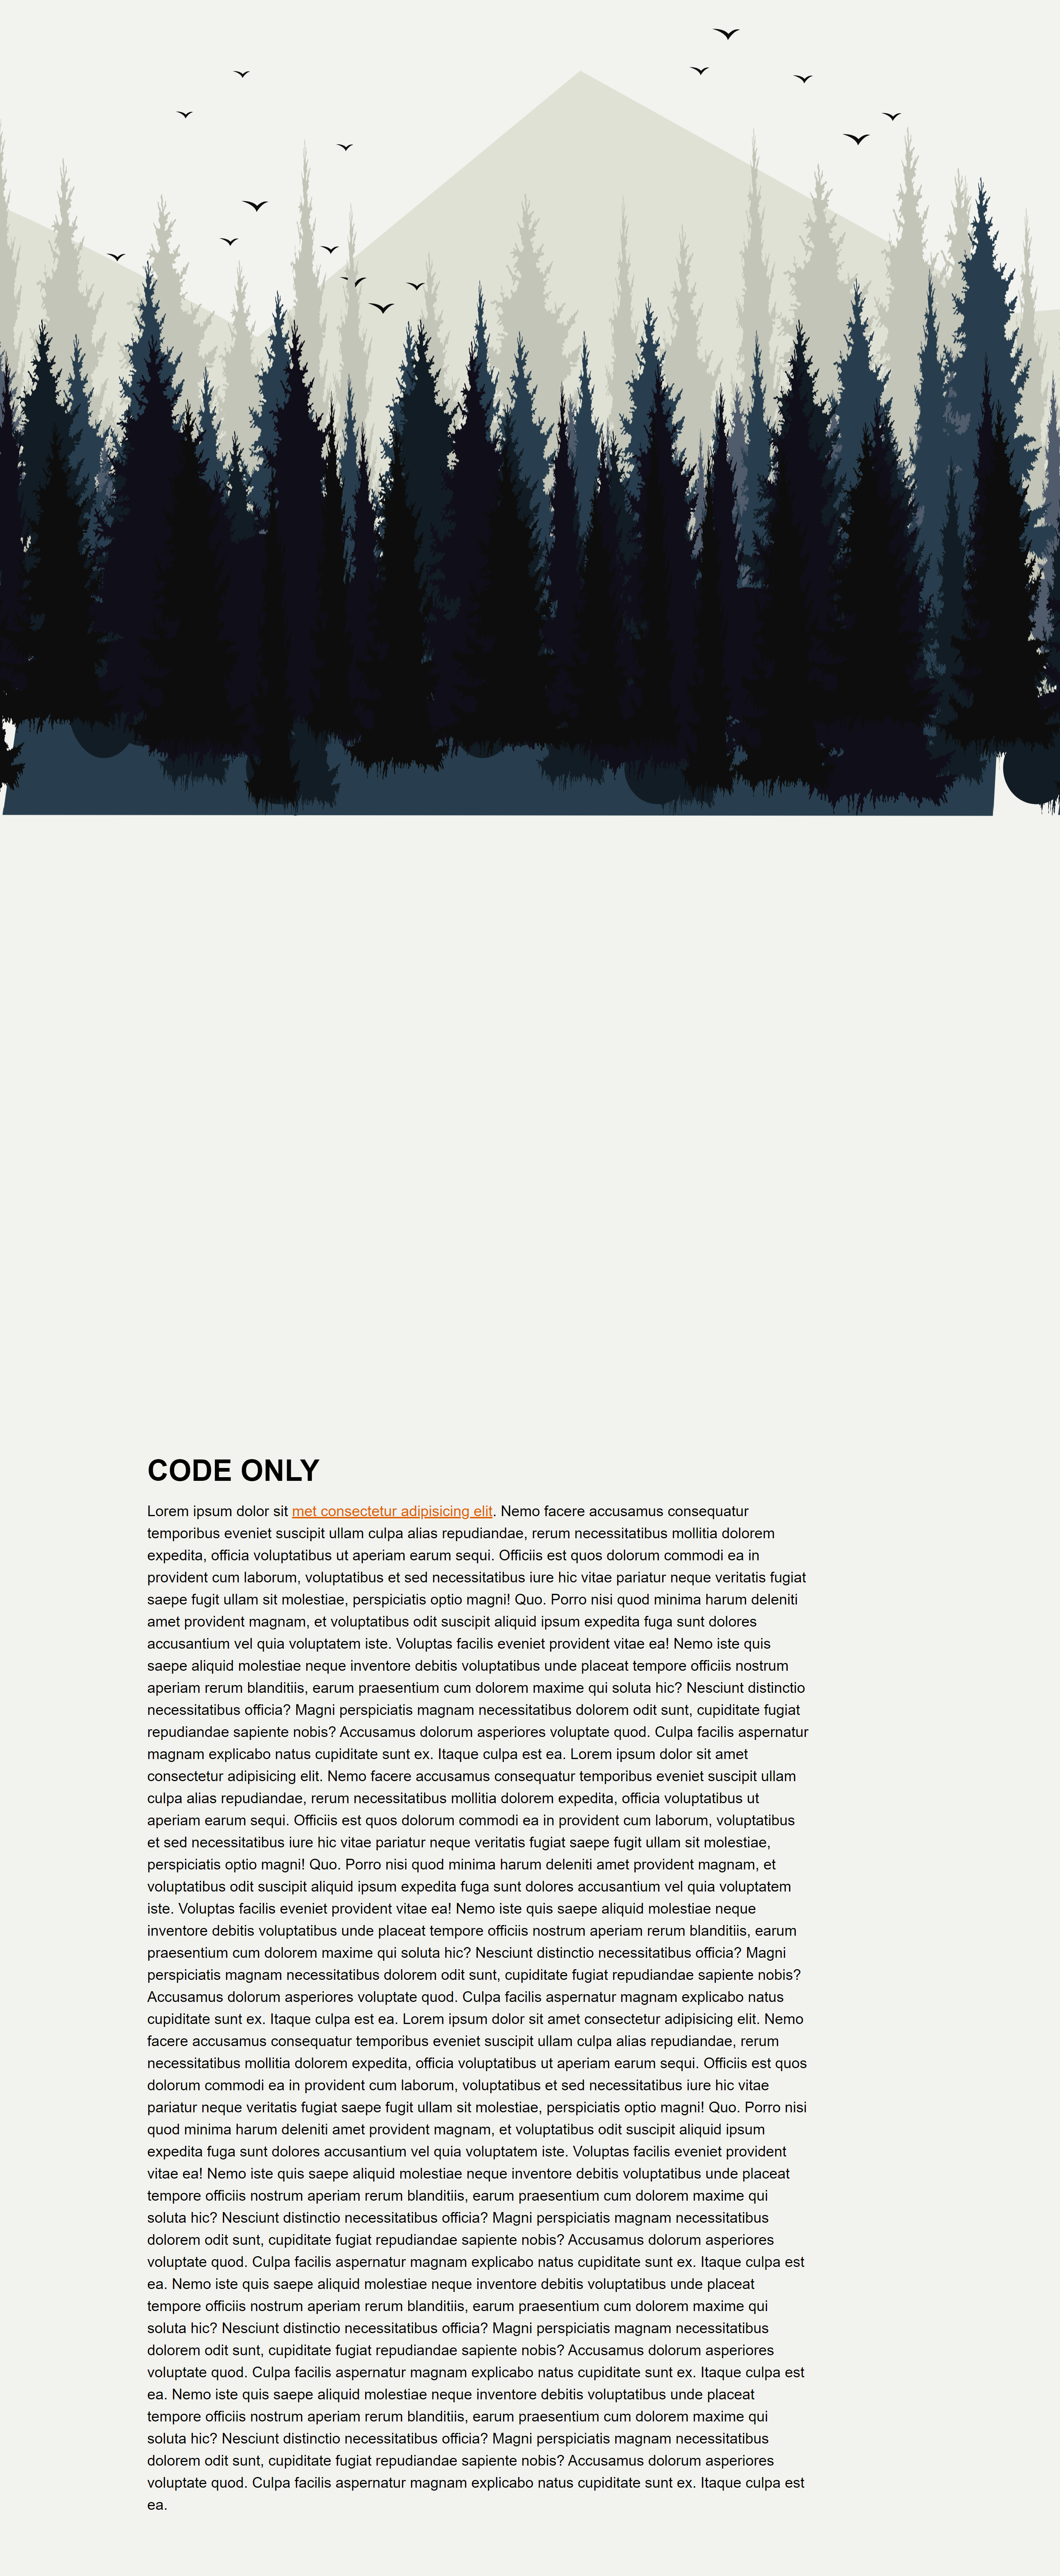 CODE ONLY
Lorem ipsum dolor sit met consectetur adipisicing elit. Nemo facere accusamus consequatur
temporibus eveniet suscipit ullam culpa alias repudiandae, rerum necessitatibus mollitia dolorem
expedita, officia voluptatibus ut aperiam earum sequi. Officiis est quos dolorum commodi ea in
provident cum laborum, voluptatibus et sed necessitatibus iure hic vitae pariatur neque veritatis fugiat
saepe fugit ullam sit molestiae, perspiciatis optio magni! Quo. Porro nisi quod minima harum deleniti
amet provident magnam, et voluptatibus odit suscipit aliquid ipsum expedita fuga sunt dolores
accusantium vel quia voluptatem iste. Voluptas facilis eveniet provident vitae ea! Nemo iste quis
saepe aliquid molestiae neque inventore debitis voluptatibus unde placeat tempore officiis nostrum
aperiam rerum blanditiis, earum praesentium cum dolorem maxime qui soluta hic? Nesciunt distinctio
necessitatibus officia? Magni perspiciatis magnam necessitatibus dolorem odit sunt, cupiditate fugiat
repudiandae sapiente nobis? Accusamus dolorum asperiores voluptate quod. Culpa facilis aspernatur
magnam explicabo natus cupiditate sunt ex. Itaque culpa est ea. Lorem ipsum dolor sit amet
consectetur adipisicing elit. Nemo facere accusamus consequatur temporibus eveniet suscipit ullam
culpa alias repudiandae, rerum necessitatibus mollitia dolorem expedita, officia voluptatibus ut
aperiam earum sequi. Officiis est quos dolorum commodi ea in provident cum laborum, voluptatibus
et sed necessitatibus iure hic vitae pariatur neque veritatis fugiat saepe fugit ullam sit molestiae,
perspiciatis optio magni! Quo. Porro nisi quod minima harum deleniti amet provident magnam, et
voluptatibus odit suscipit aliquid ipsum expedita fuga sunt dolores accusantium vel quia voluptatem
iste. Voluptas facilis eveniet provident vitae ea! Nemo iste quis saepe aliquid molestiae neque
inventore debitis voluptatibus unde placeat tempore officiis nostrum aperiam rerum blanditiis, earum
praesentium cum dolorem maxime qui soluta hic? Nesciunt distinctio necessitatibus officia? Magni
perspiciatis magnam necessitatibus dolorem odit sunt, cupiditate fugiat repudiandae sapiente nobis?
Accusamus dolorum asperiores voluptate quod. Culpa facilis aspernatur magnam explicabo natus
cupiditate sunt ex. Itaque culpa est ea. Lorem ipsum dolor sit amet consectetur adipisicing elit. Nemo
facere accusamus consequatur temporibus eveniet suscipit ullam culpa alias repudiandae, rerum
necessitatibus mollitia dolorem expedita, officia voluptatibus ut aperiam earum sequi. Officiis est quos
dolorum commodi ea in provident cum laborum, voluptatibus et sed necessitatibus iure hic vitae
pariatur neque veritatis fugiat saepe fugit ullam sit molestiae, perspiciatis optio magni! Quo. Porro nisi
quod minima harum deleniti amet provident magnam, et voluptatibus odit suscipit aliquid ipsum
expedita fuga sunt dolores accusantium vel quia voluptatem iste. Voluptas facilis eveniet provident
vitae ea! Nemo iste quis saepe aliquid molestiae neque inventore debitis voluptatibus unde placeat
tempore officiis nostrum aperiam rerum blanditiis, earum praesentium cum dolorem maxime qui
soluta hic? Nesciunt distinctio necessitatibus officia? Magni perspiciatis magnam necessitatibus
dolorem odit sunt, cupiditate fugiat repudiandae sapiente nobis? Accusamus dolorum asperiores
voluptate quod. Culpa facilis aspernatur magnam explicabo natus cupiditate sunt ex. Itaque culpa est
ea. Nemo iste quis saepe aliquid molestiae neque inventore debitis voluptatibus unde placeat
tempore officiis nostrum aperiam rerum blanditiis, earum praesentium cum dolorem maxime qui
soluta hic? Nesciunt distinctio necessitatibus officia? Magni perspiciatis magnam necessitatibus
dolorem odit sunt, cupiditate fugiat repudiandae sapiente nobis? Accusamus dolorum asperiores
voluptate quod. Culpa facilis aspernatur magnam explicabo natus cupiditate sunt ex. Itaque culpa est
ea. Nemo iste quis saepe aliquid molestiae neque inventore debitis voluptatibus unde placeat
tempore officiis nostrum aperiam rerum blanditiis, earum praesentium cum dolorem maxime qui
soluta hic? Nesciunt distinctio necessitatibus officia? Magni perspiciatis magnam necessitatibus
dolorem odit sunt, cupiditate fugiat repudiandae sapiente nobis? Accusamus dolorum asperiores
voluptate quod. Culpa facilis aspernatur magnam explicabo natus cupiditate sunt ex. Itaque culpa est
ea.